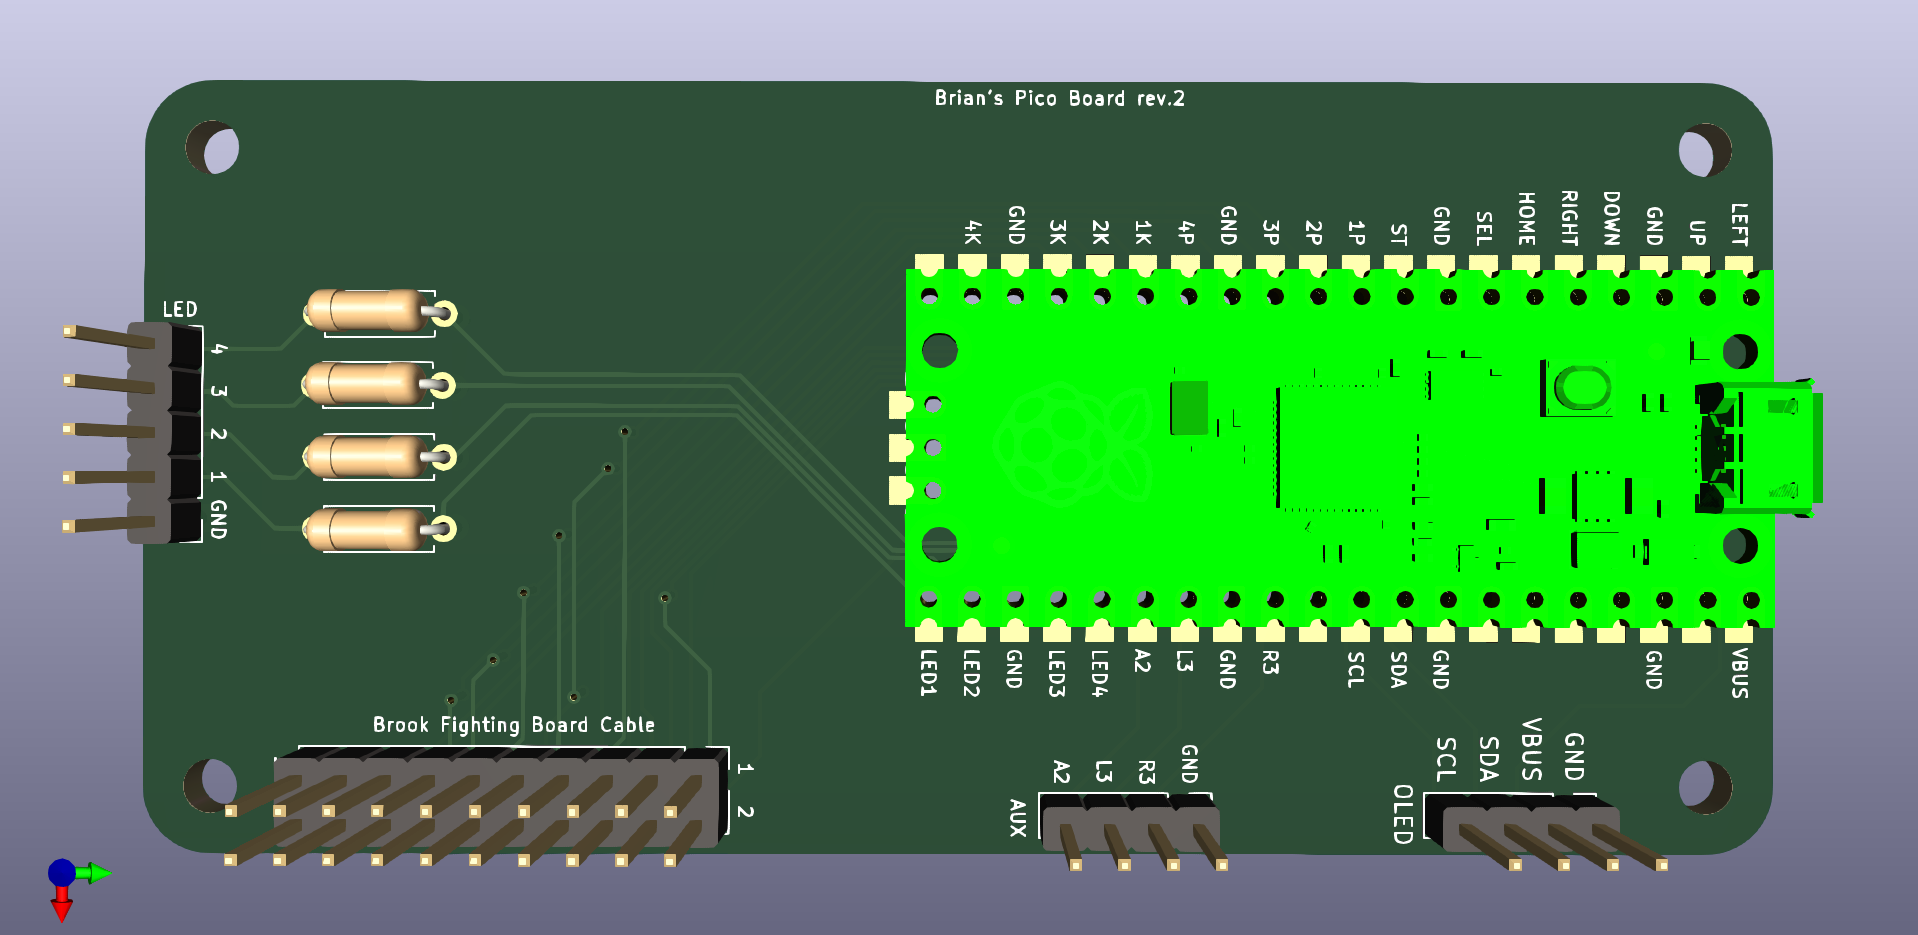 Brian's Pico Board rev.2
4K
GND
3K
2K
1K
4P
GND
3P
2P
1P
ST
GND
SEL
HOME
RIGHT
DOWN
GND
UP
LEFT
LED
4
3
2
1
GND
LED1
LED2
GND
LED3
LED4
A2
L3
GND
R3
SCL
SDA
GND
GND
VBUS
Brook Fighting Board Cable
1
2
AUX
A2
L3
R3
GND
OLED
SCL
SDA
VBUS
GND